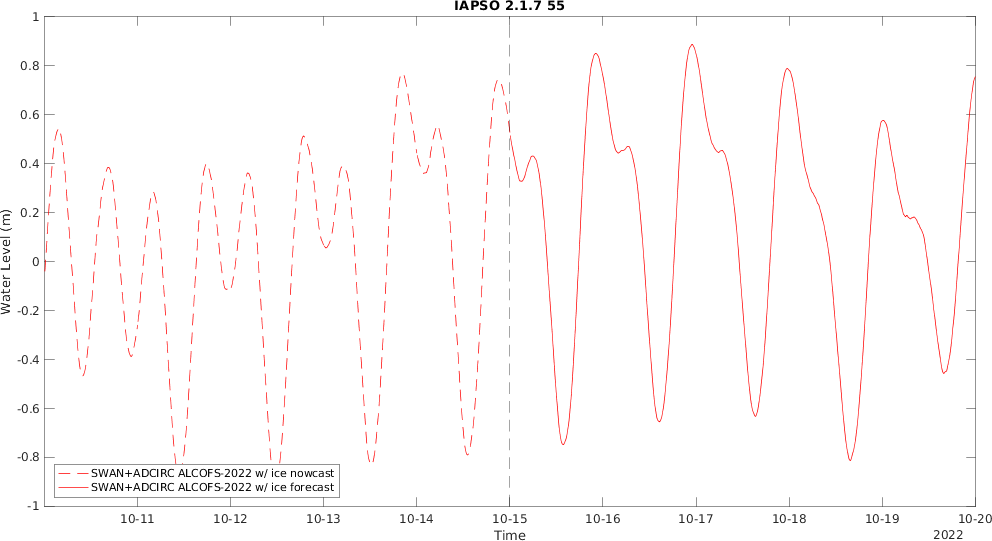 IAPSO 2.1.7 55
1
0.8
0.6
0.4
0.2
0
-0.2
-0.4
-0.6
-0.8
-1
Water Level (m)
SWAN+ADCIRC ALCOFS-2022 w/ ice nowcast
SWAN+ADCIRC ALCOFS-2022 w/ ice forecast
10-11 10-12 10-13 10-14 10-15 10-16 10-17 10-18 10-19 10-20
Time
2022